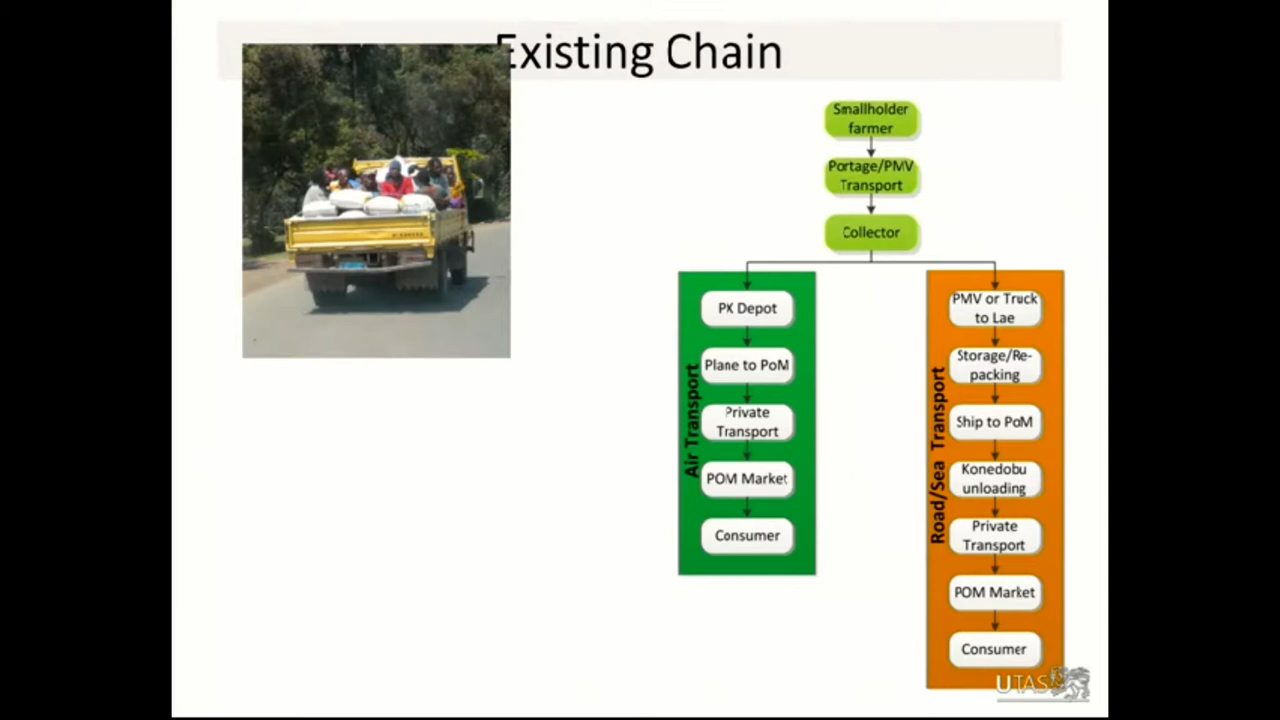 Existing Chain
Smallholder
farmer
Portage/PMV
Transport
Collector
Air Transport
PX Depot
Plane to PoM
Private
Transport
POM Market
Consumer
Road/Sea Transport
PMV or Truck
to Lae
Storage/Re-
packing
Ship to PoM
Konedobu
unloading
Private
Transport
POM Market
Consumer
UTAS